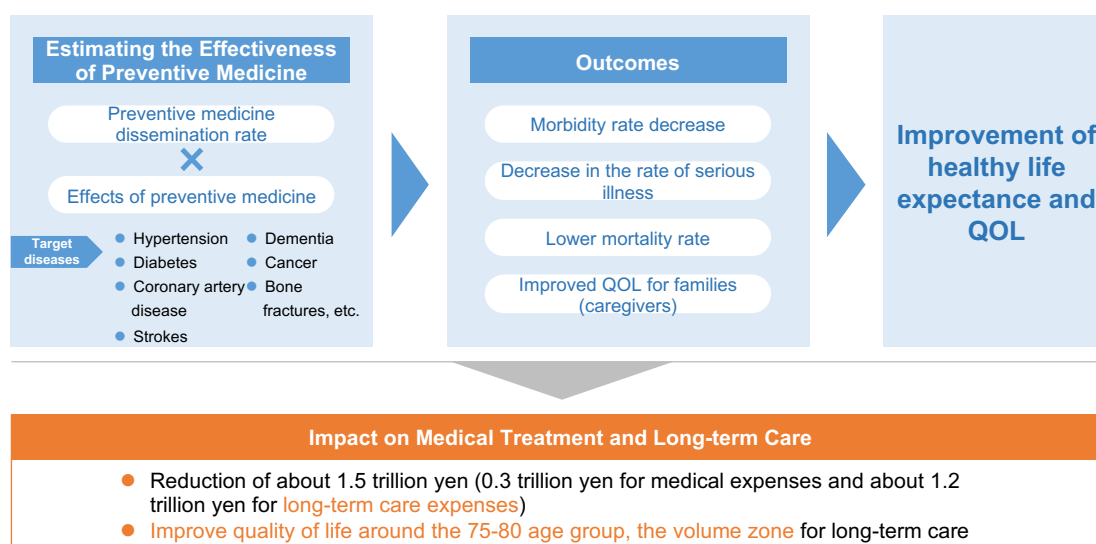 Estimating the Effectiveness
of Preventive Medicine
Preventive medicine
dissemination rate
×
Effects of preventive medicine
Target
diseases
● Hypertension
● Diabetes
● Coronary artery
disease
● Strokes
● Dementia
● Cancer
● Bone
fractures, etc.
Outcomes
Morbidity rate decrease
Decrease in the rate of serious
illness
Lower mortality rate
Improved QOL for families
(caregivers)
Improvement of
healthy life
expectance and
QOL
Impact on Medical Treatment and Long-term Care
● Reduction of about 1.5 trillion yen (0.3 trillion yen for medical expenses and about 1.2
trillion yen for long-term care expenses)
● Improve quality of life around the 75-80 age group, the volume zone for long-term care